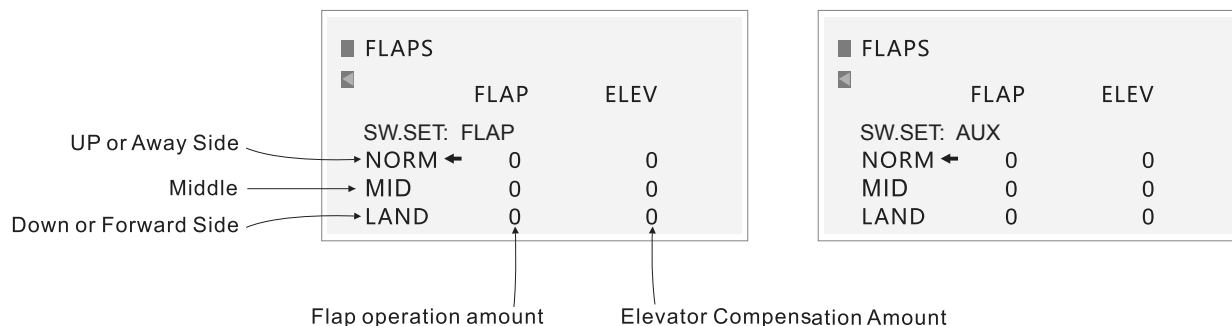 FLAPS
FLAP ELEV
SW.SET: FLAP
NORM 0 0
MID 0 0
LAND 0 0
UP or Away Side
Middle
Down or Forward Side
Flap operation amount
Elevator Compensation Amount
FLAPS
FLAP ELEV
SW.SET: AUX
NORM 0 0
MID 0 0
LAND 0 0